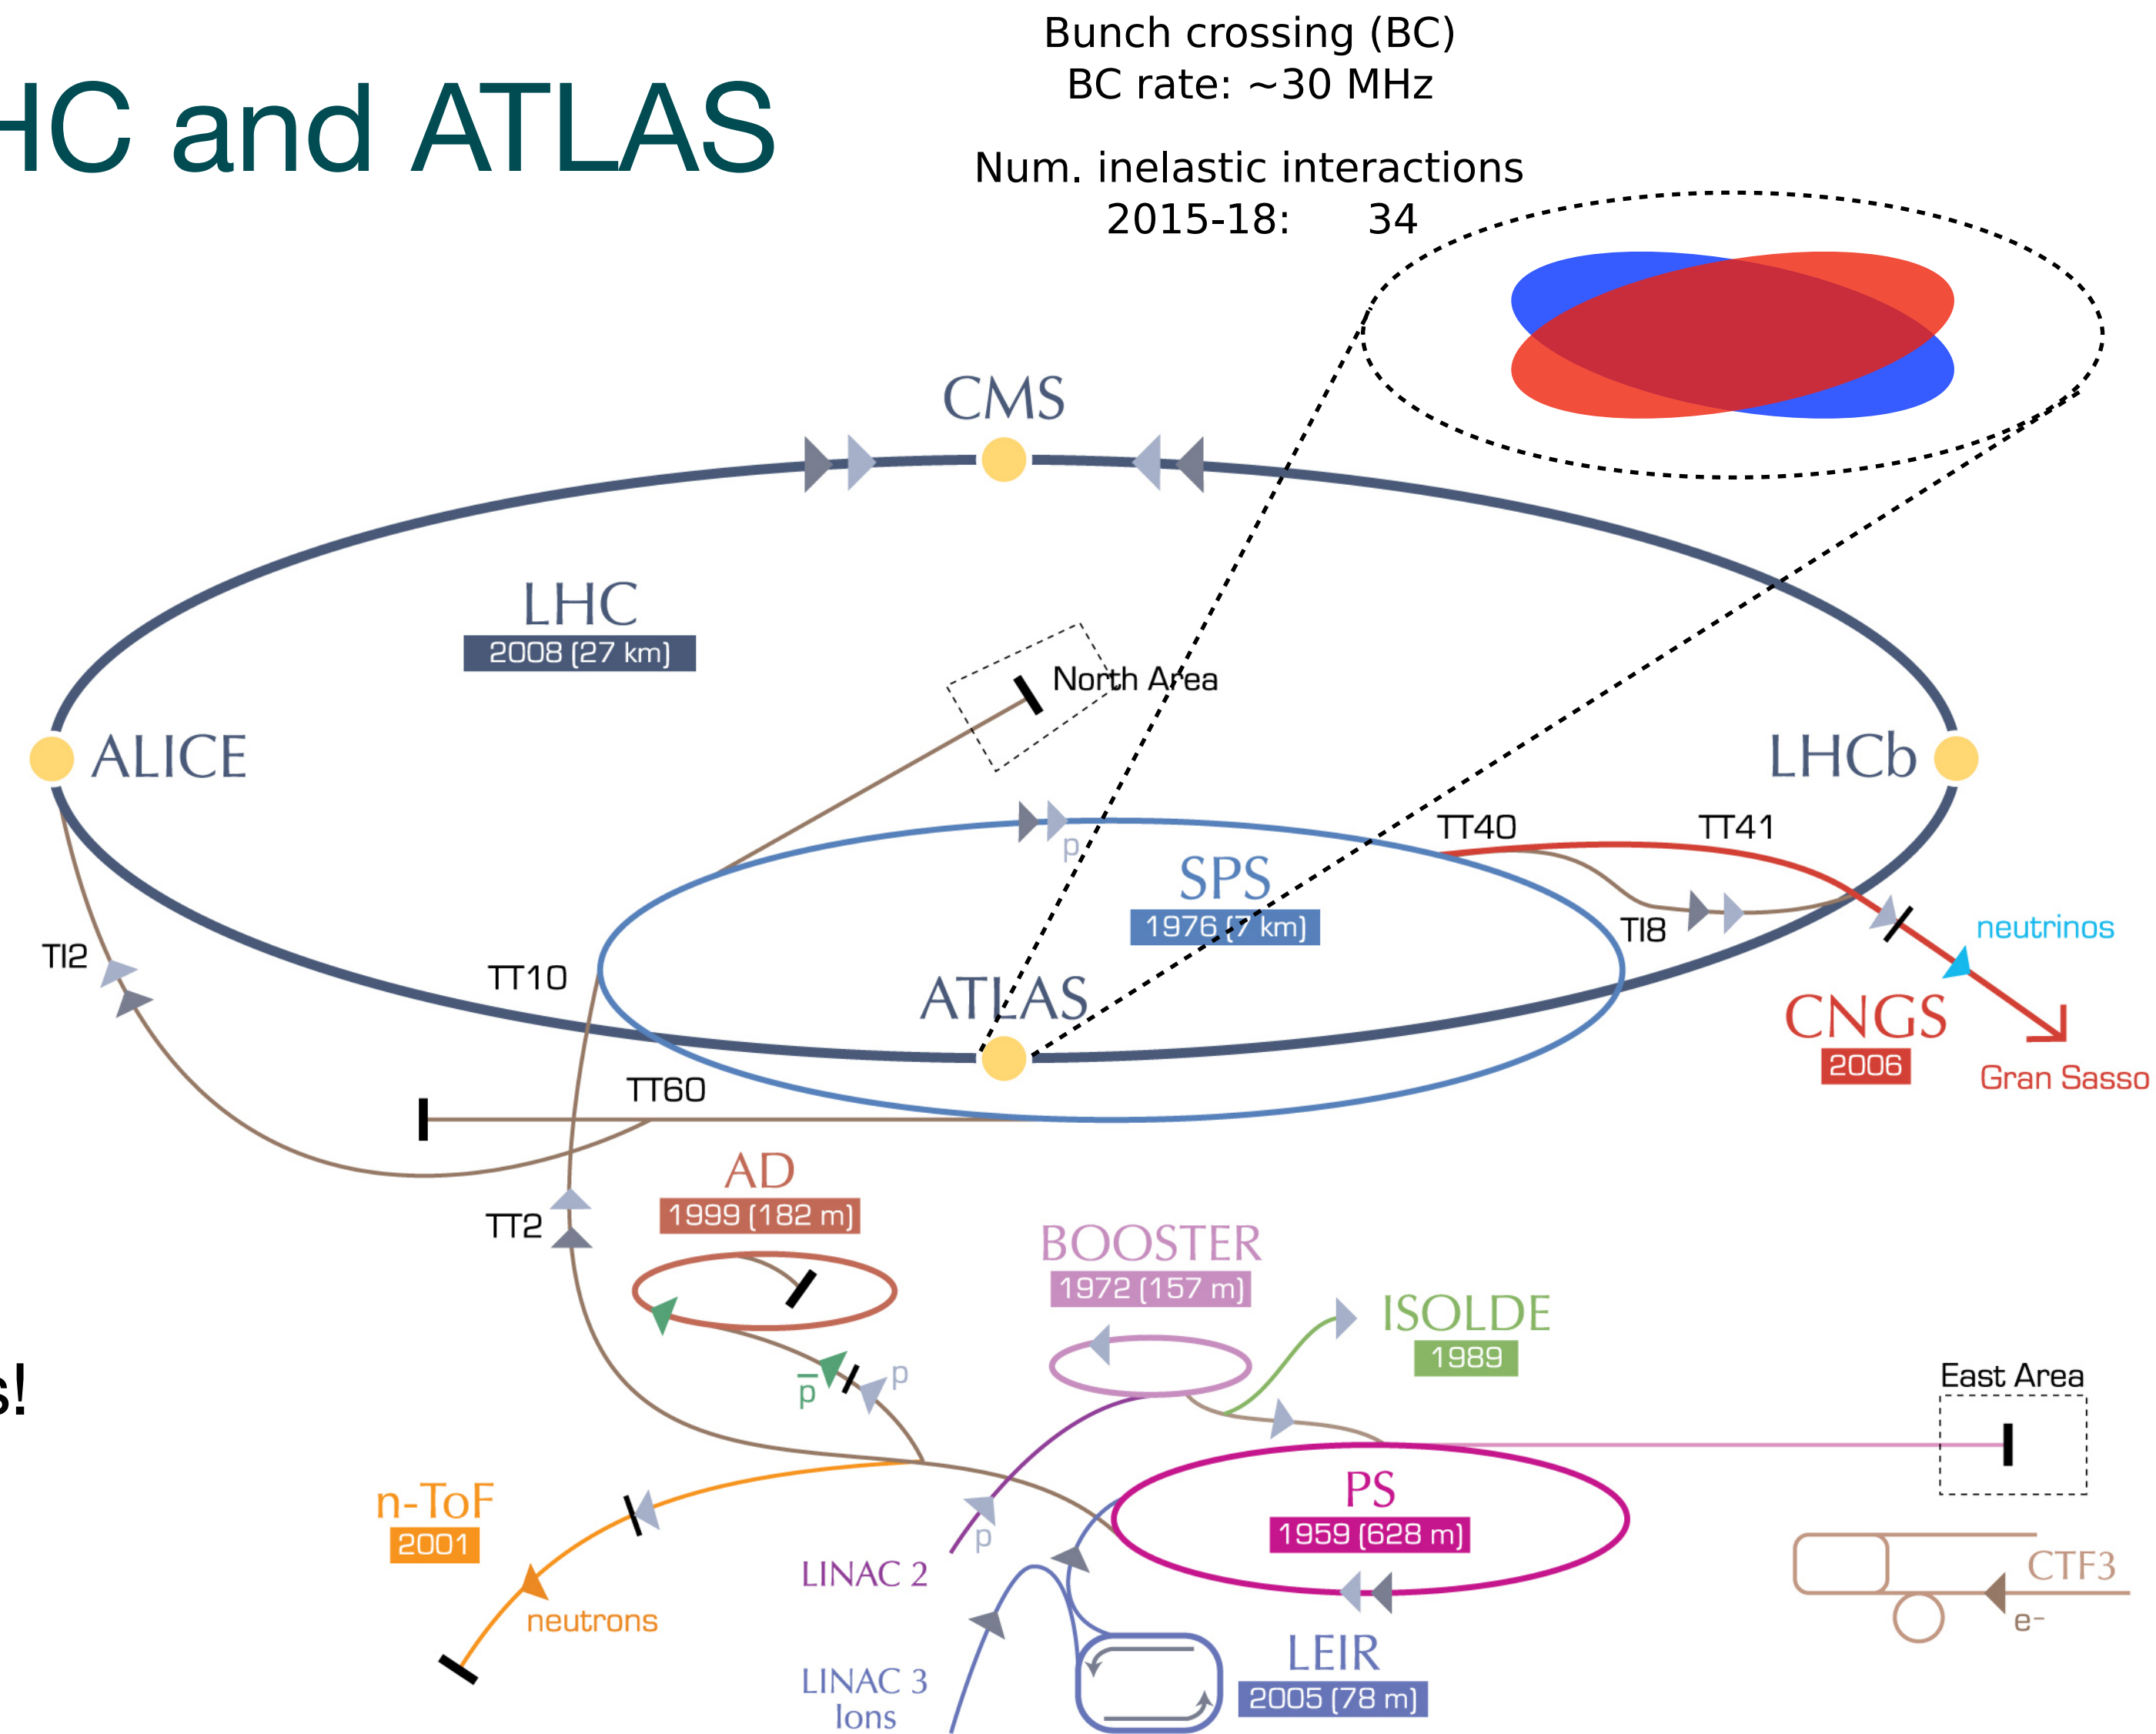 HC and ATLAS
Bunch crossing (BC)
BC rate: ~30 MHz
Num. inelastic interactions
2015-18: 34
CMS
LHC
2008 (27 km)
North Area
ALICE
LHCb
p
TT40
TT41
SPS
1976 (7 km)
TI8
neutrinos
TI2
TT10
ATLAS
CNGS
2006
Gran Sasso
TT60
AD
1999 (182 m)
TT2
BOOSTER
1972 (157 m)
ISOLDE
1989
p̅
p
s!
East Area
n-ToF
2001
PS
1959 (628 m)
p
LINAC 2
neutrons
CTF3
e⁻
LEIR
2005 (78 m)
LINAC 3
Ions